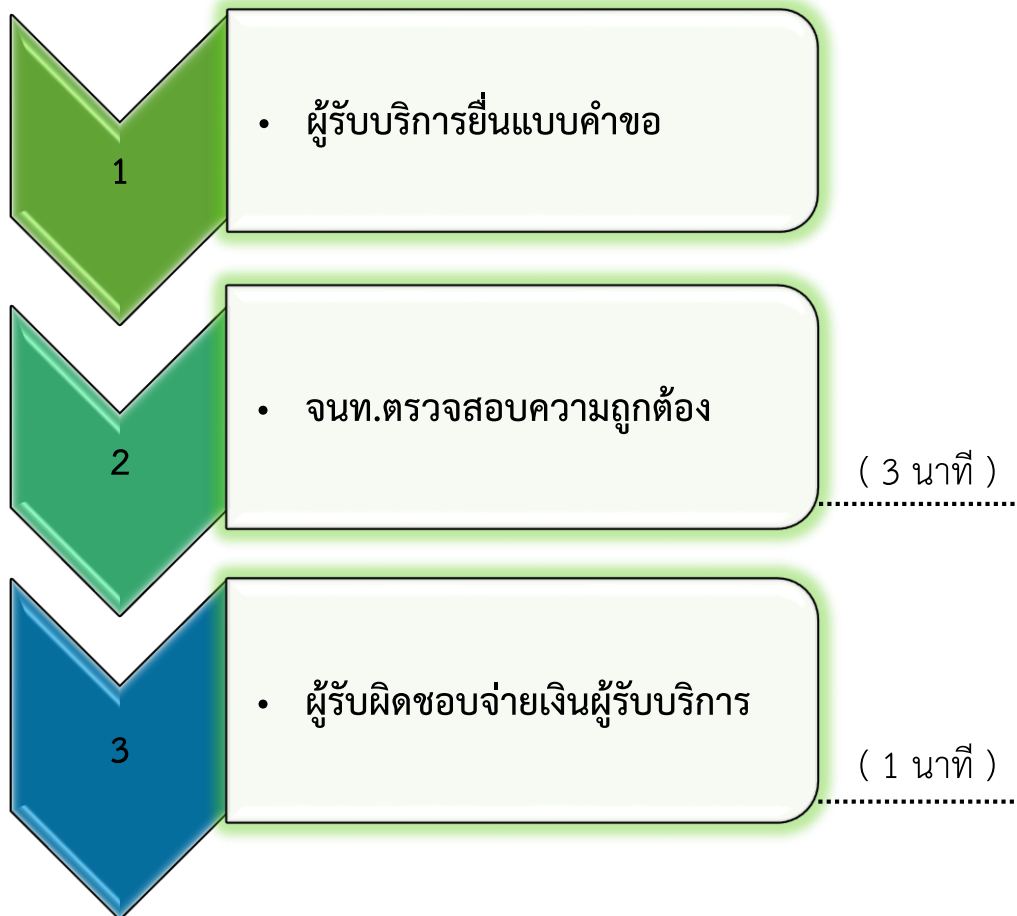 1
• ผู้รับบริการยื่นแบบคำขอ
2
• จนท.ตรวจสอบความถูกต้อง
( 3 นาที )
3
• ผู้รับผิดชอบจ่ายเงินผู้รับบริการ
( 1 นาที )